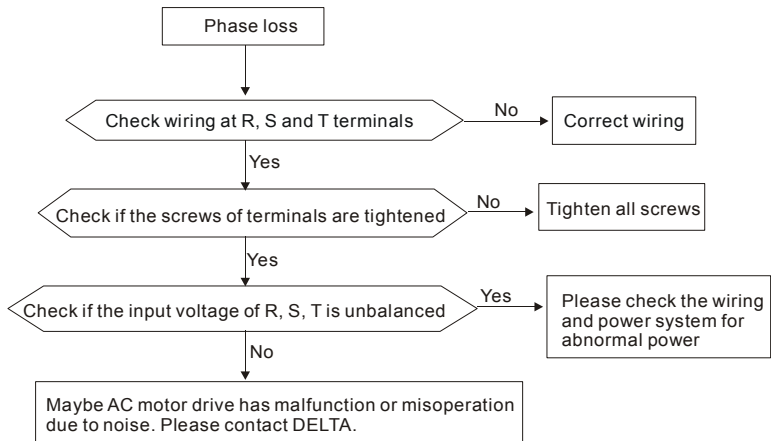 Phase loss
Check wiring at R, S and T terminals
No
Correct wiring
Yes
Check if the screws of terminals are tightened
No
Tighten all screws
Yes
Check if the input voltage of R, S, T is unbalanced
Yes
Please check the wiring
and power system for
abnormal power
No
Maybe AC motor drive has malfunction or misoperation
due to noise. Please contact DELTA.